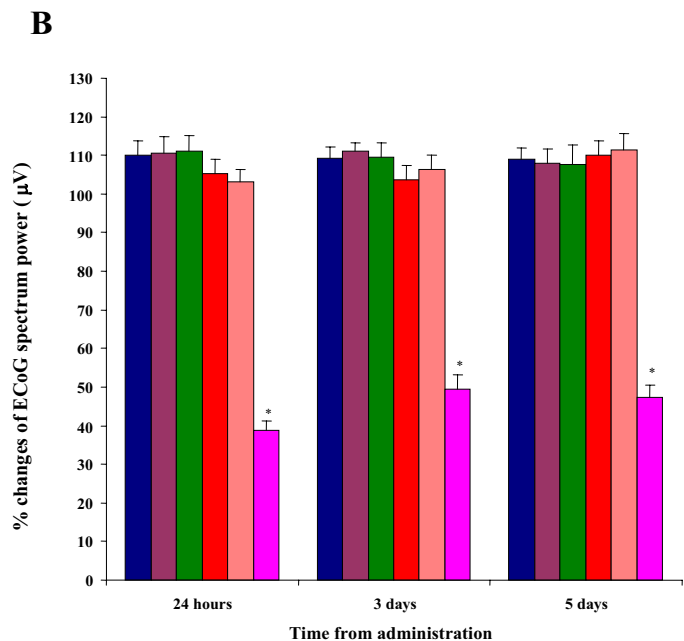 B
% changes of ECoG spectrum power ( µV)
130
120
110
100
90
80
70
60
50
40
30
20
10
0
*
*
*
24 hours
3 days
5 days
Time from administration